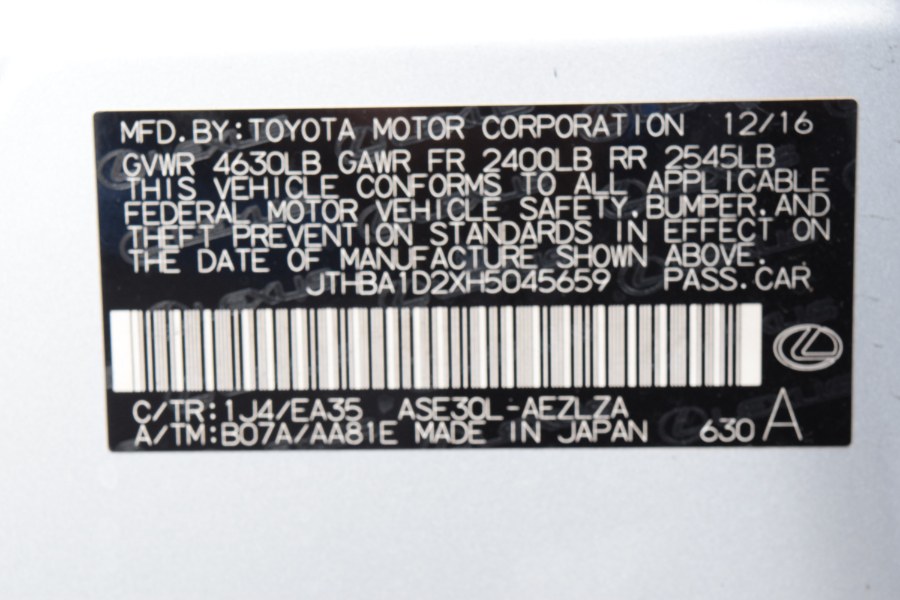 MFD.BY:TOYOTA MOTOR CORPORATION 12/16
GVWR 4630LB GAWR FR 2400LB RR 2545LB
THIS VEHICLE CONFORMS TO ALL APPLICABLE
FEDERAL MOTOR VEHICLE SAFETY,BUMPER,AND
THEFT PREVENTION STANDARDS IN EFFECT ON
THE DATE OF MANUFACTURE SHOWN ABOVE.
JTHBA1D2XH5045659 PASS.CAR
C/TR:1J4/EA35 ASE30L-AEZLZA
A/TM:B07A/AA81E MADE IN JAPAN 630 A